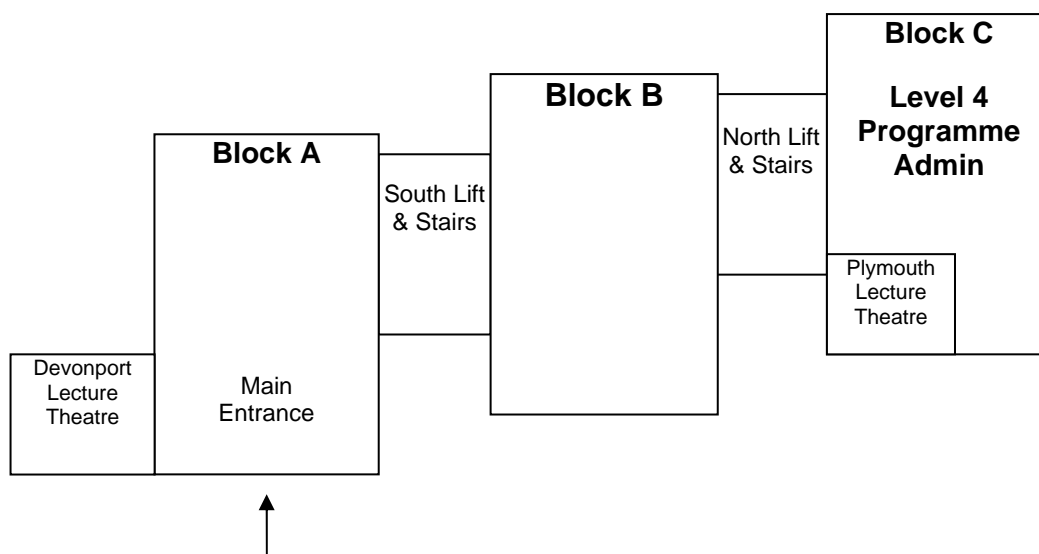 Block A
Main
Entrance
Devonport
Lecture
Theatre
South Lift
& Stairs
Block B
North Lift
& Stairs
Block C
Level 4
Programme
Admin
Plymouth
Lecture
Theatre